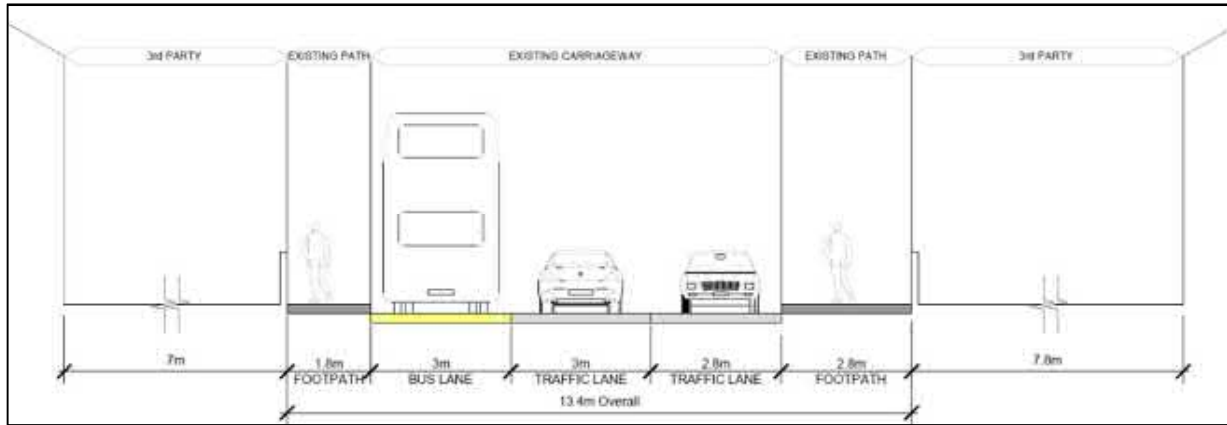 3rd PARTY EXISTING PATH EXISTING CARRIAGEWAY EXISTING PATH 3rd PARTY
7m 1.8m 3m 3m 2.8m 2.8m 7.8m
FOOTPATH BUS LANE TRAFFIC LANE TRAFFIC LANE FOOTPATH
13.4m Overall